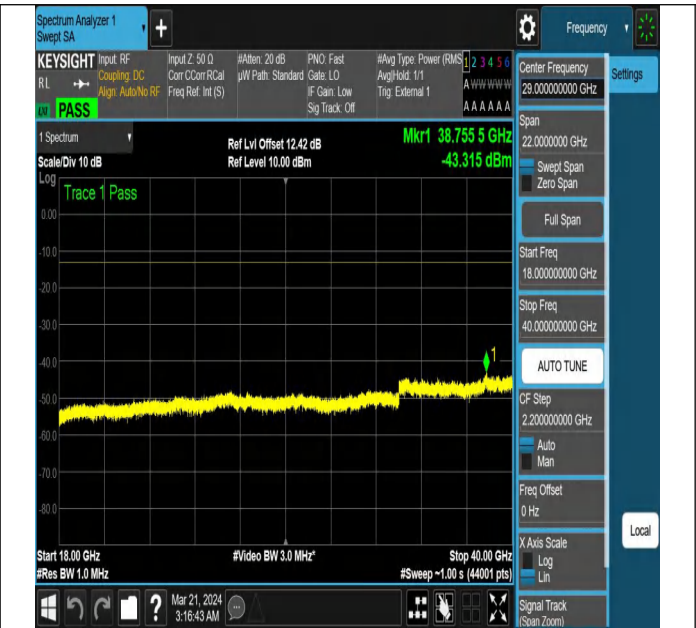 Spectrum Analyzer 1
Swept SA
+
Frequency
KEYSIGHT
RL
PASS
Input: RF
Coupling: DC
Align: Auto/No RF
Input Z: 50 Ω
Corr CCorr RCal
Freq Ref: Int (S)
#Atten: 20 dB
µW Path: Standard
PNO: Fast
Gate: LO
IF Gain: Low
Sig Track: Off
#Avg Type: Power (RMS
Avg|Hold: 1/1
Trig: External 1
1 2 3 4 5 6
A W W W W W
A A A A A A
1 Spectrum
Scale/Div 10 dB
Ref Lvl Offset 12.42 dB
Ref Level 10.00 dBm
Mkr1 38.755 5 GHz
-43.315 dBm
Log
Trace 1 Pass
0.00
-10.0
-20.0
-30.0
-40.0
-50.0
-60.0
-70.0
-80.0
1
Start 18.00 GHz
#Res BW 1.0 MHz
#Video BW 3.0 MHz*
Stop 40.00 GHz
#Sweep ~1.00 s (44001 pts)
Center Frequency
29.000000000 GHz
Settings
Span
22.0000000 GHz
Swept Span
Zero Span
Full Span
Start Freq
18.000000000 GHz
Stop Freq
40.000000000 GHz
AUTO TUNE
CF Step
2.200000000 GHz
Auto
Man
Freq Offset
0 Hz
X Axis Scale
Log
Lin
Local
Signal Track
(Span Zoom)
?
Mar 21, 2024
3:16:43 AM